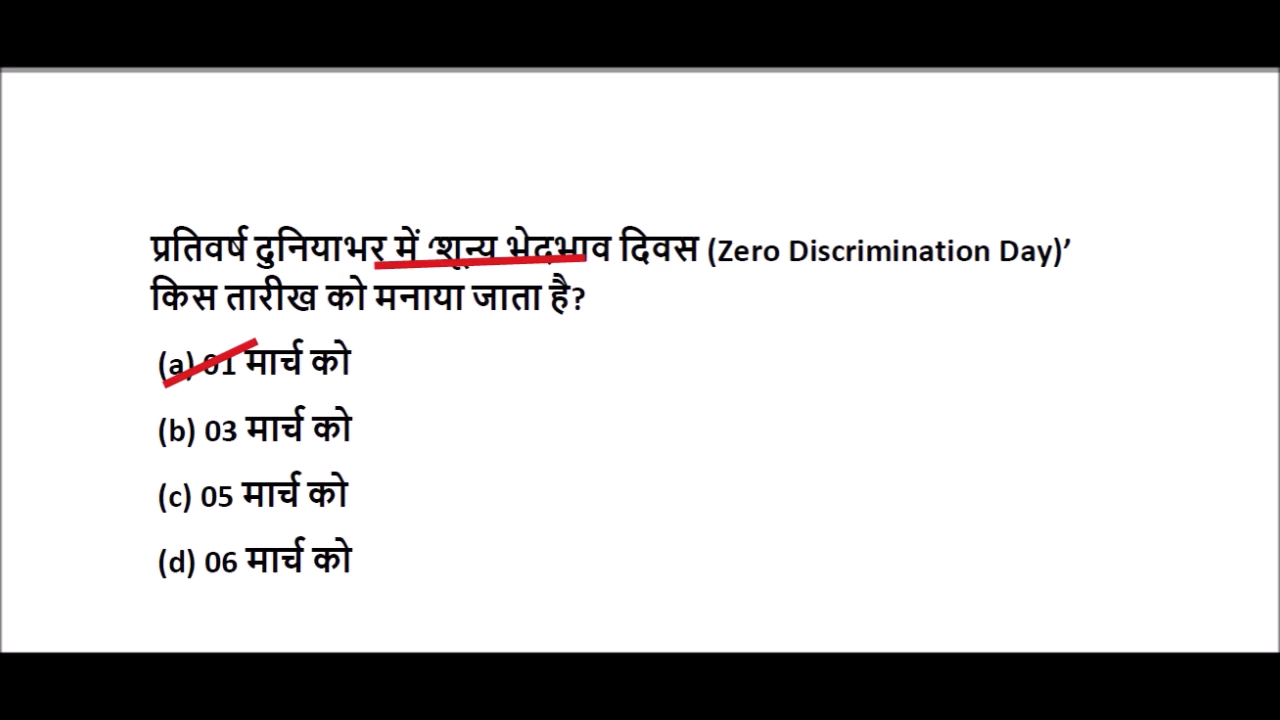 प्रतिवर्ष दुनियाभर में ‘शून्य भेदभाव दिवस (Zero Discrimination Day)’
किस तारीख को मनाया जाता है?
(a) 01 मार्च को
(b) 03 मार्च को
(c) 05 मार्च को
(d) 06 मार्च को